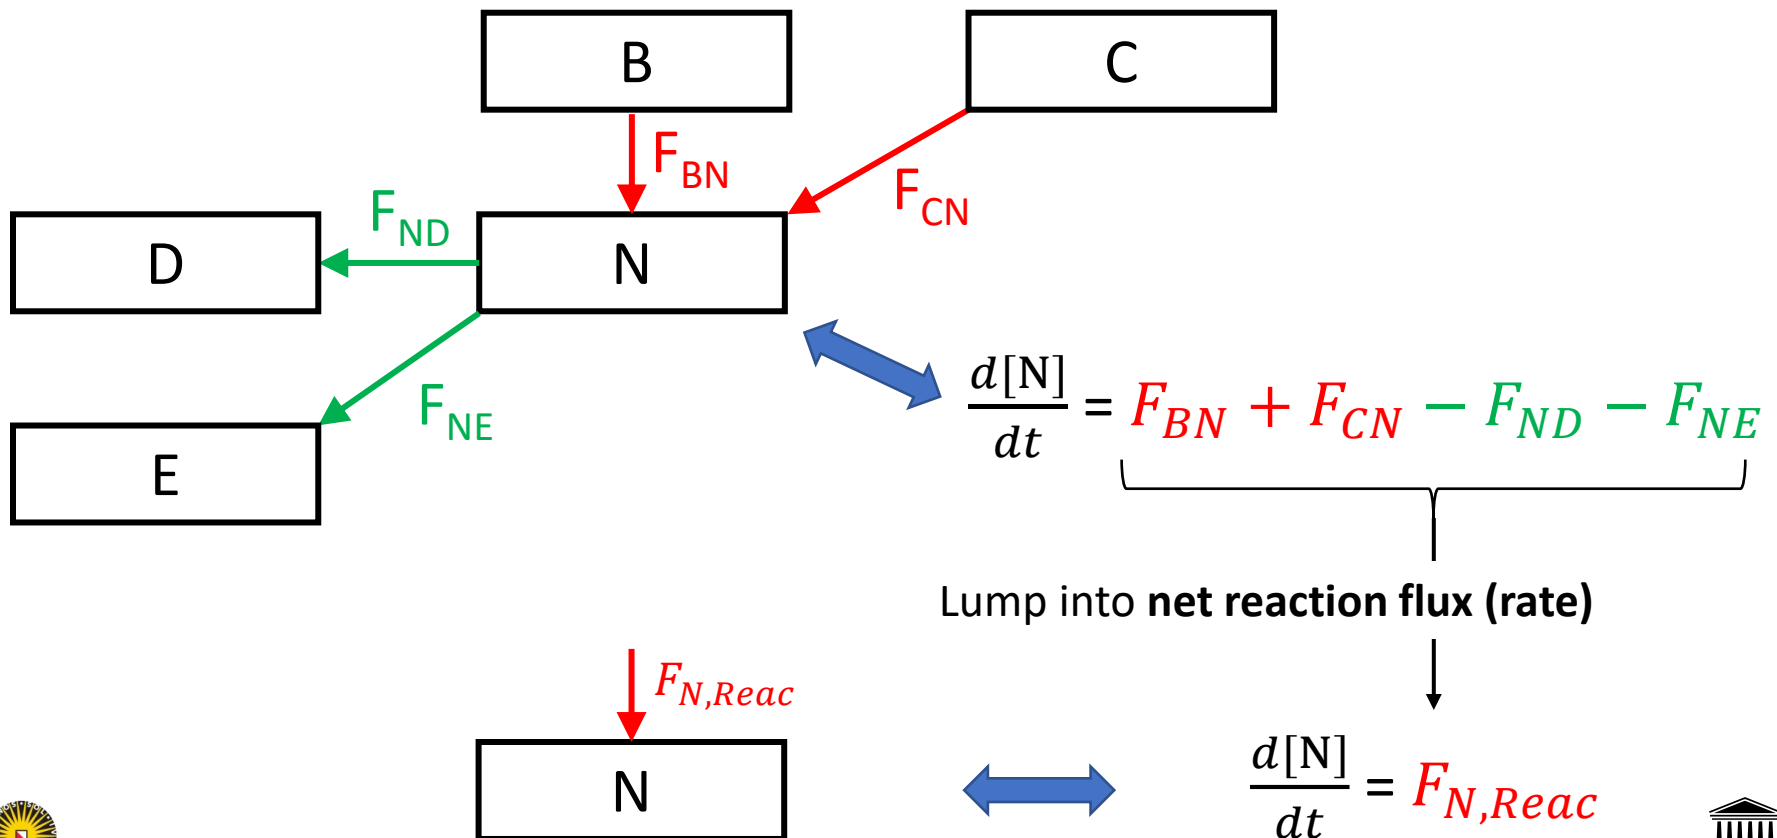 B
C
F_BN
F_CN
F_ND
D
N
F_NE
E
d[N]/dt = F_BN + F_CN − F_ND − F_NE
Lump into net reaction flux (rate)
F_N,Reac
N
d[N]/dt = F_N,Reac